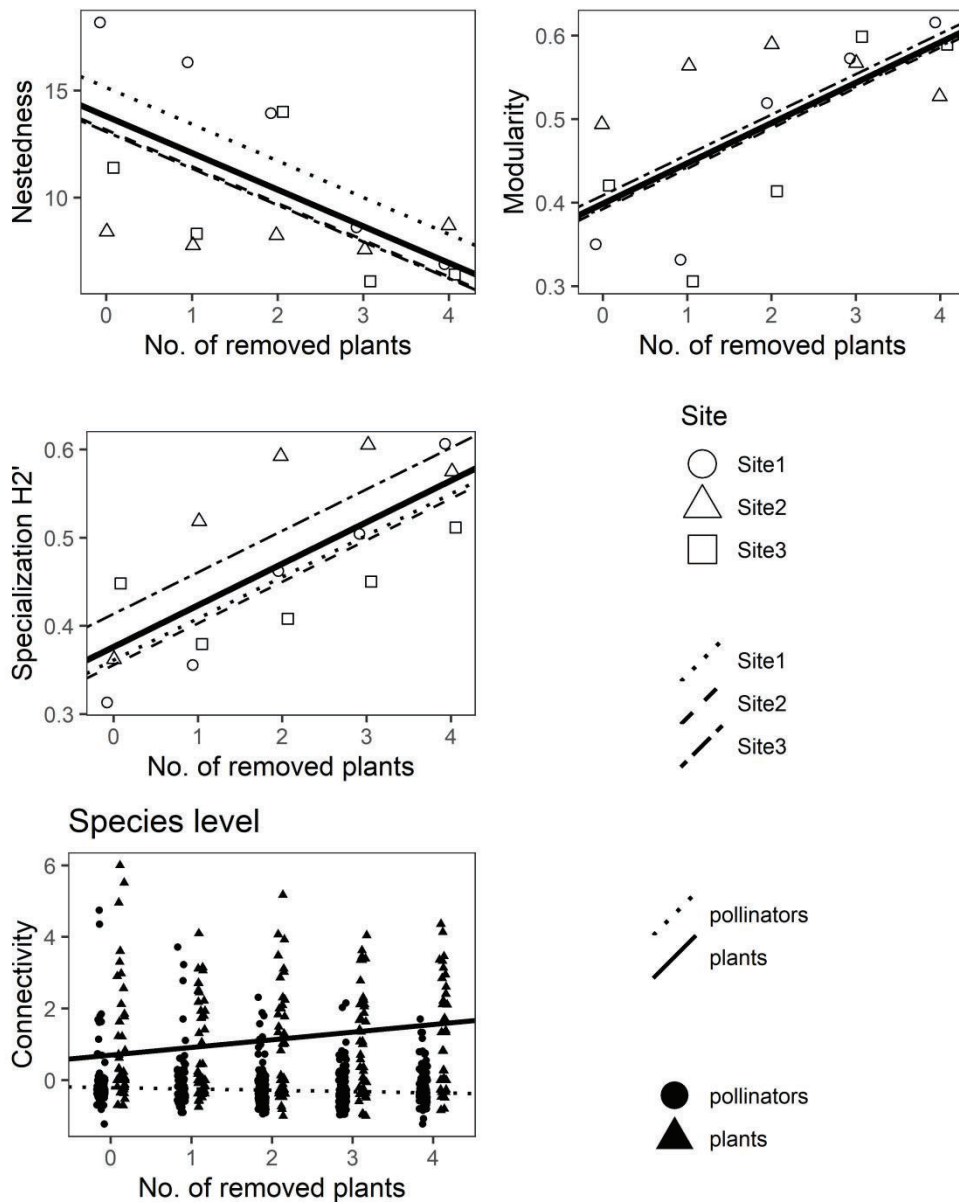 Nestedness
15
10
0 1 2 3 4
No. of removed plants
Modularity
0.6
0.5
0.4
0.3
0 1 2 3 4
No. of removed plants
Specialization H2'
0.6
0.5
0.4
0.3
0 1 2 3 4
No. of removed plants
Site
Site1
Site2
Site3
Site1
Site2
Site3
Species level
Connectivity
6
4
2
0
0 1 2 3 4
No. of removed plants
pollinators
plants
pollinators
plants